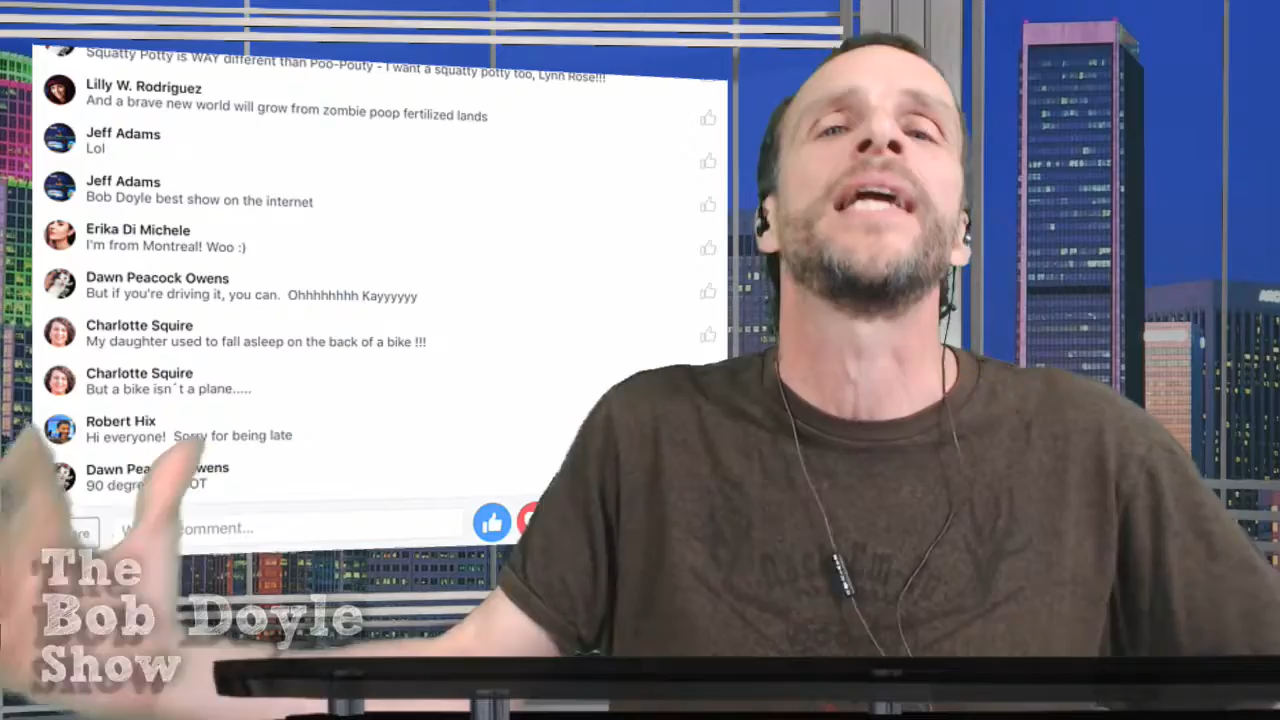 Squatty Potty is WAY different than Poo-Pouty - I want a squatty potty too, Lynn Rose!!!
Lilly W. Rodriguez
And a brave new world will grow from zombie poop fertilized lands
Jeff Adams
Lol
Jeff Adams
Bob Doyle best show on the internet
Erika Di Michele
I'm from Montreal! Woo :)
Dawn Peacock Owens
But if you're driving it, you can. Ohhhhhhhh Kayyyyyy
Charlotte Squire
My daughter used to fall asleep on the back of a bike !!!
Charlotte Squire
But a bike isn´t a plane.....
Robert Hix
Hi everyone! Sorry for being late
Dawn Pea wens
90 degre OT
comment...
The
Bob Doyle
Show